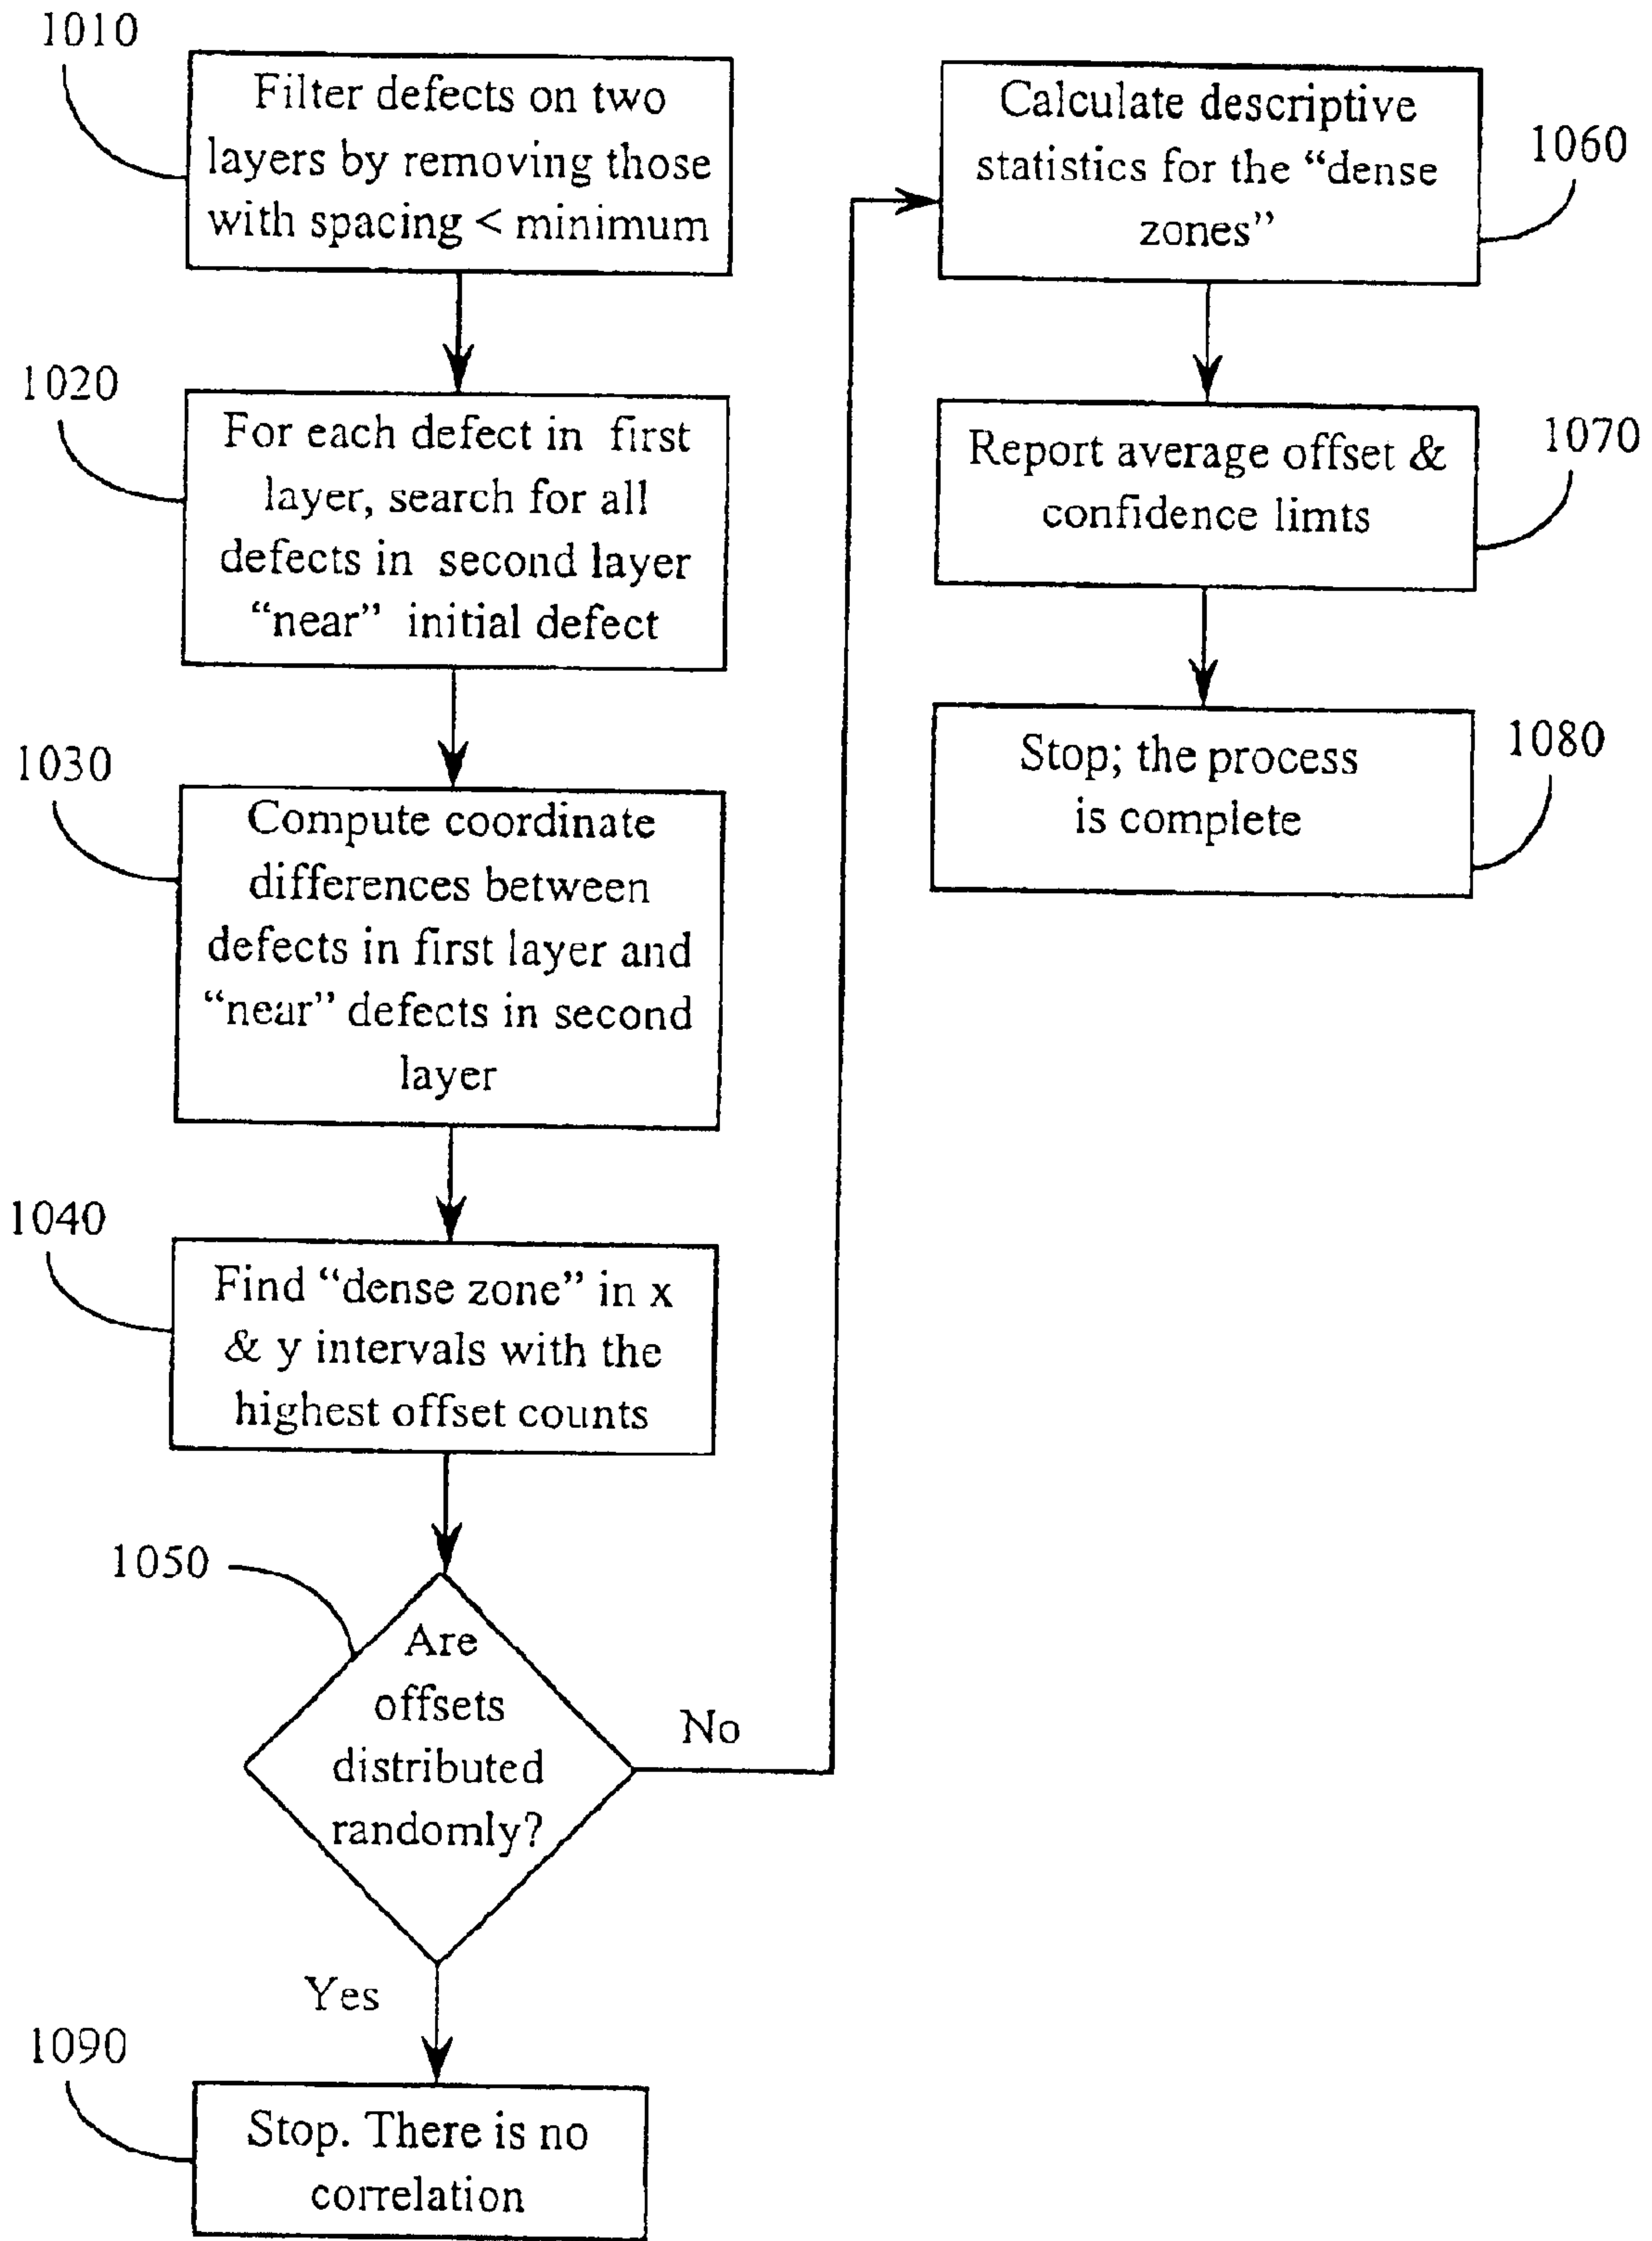 1010
Filter defects on two
layers by removing those
with spacing < minimum
1020
For each defect in first
layer, search for all
defects in second layer
“near” initial defect
1030
Compute coordinate
differences between
defects in first layer and
“near” defects in second
layer
1040
Find “dense zone” in x
& y intervals with the
highest offset counts
1050
Are
offsets
distributed
randomly?
No
Yes
1090
Stop. There is no
correlation
Calculate descriptive
statistics for the “dense
zones”
1060
Report average offset &
confidence limts
1070
Stop; the process
is complete
1080